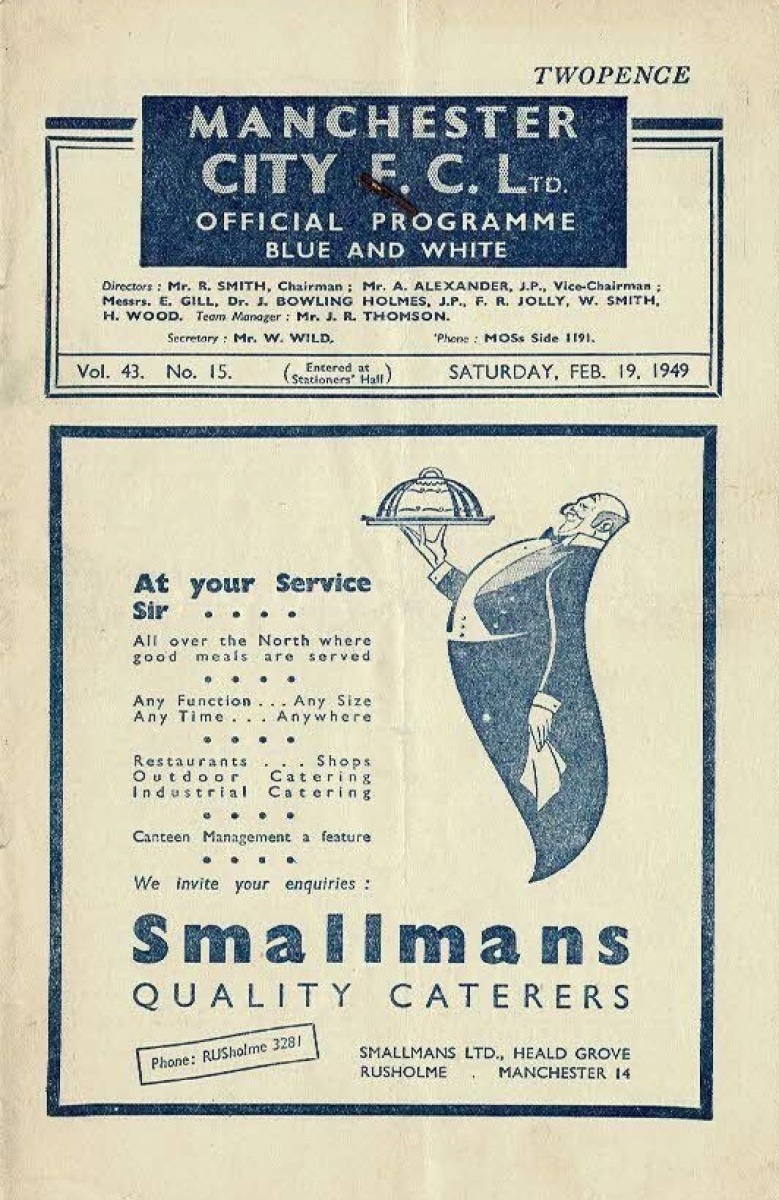 TWOPENCE
MANCHESTER
CITY F. C. LTD.
OFFICIAL PROGRAMME
BLUE AND WHITE
Directors : Mr. R. SMITH, Chairman ; Mr. A. ALEXANDER, J.P., Vice-Chairman ;
Messrs. E. GILL, Dr. J. BOWLING HOLMES, J.P., F. R. JOLLY, W. SMITH,
H. WOOD. Team Manager : Mr. J. R. THOMSON.
Secretary : Mr. W. WILD. 'Phone : MOSs Side 1191.
Vol. 43. No. 15. (Entered at Stationers' Hall) SATURDAY, FEB. 19, 1949
At your Service
Sir . . . .
All over the North where
good meals are served
. . . .
Any Function . . . Any Size
Any Time . . . Anywhere
. . . .
Restaurants . . . Shops
Outdoor Catering
Industrial Catering
. . . .
Canteen Management a feature
. . . .
We invite your enquiries :
Smallmans
QUALITY CATERERS
Phone: RUSholme 3281
SMALLMANS LTD., HEALD GROVE
RUSHOLME . MANCHESTER 14